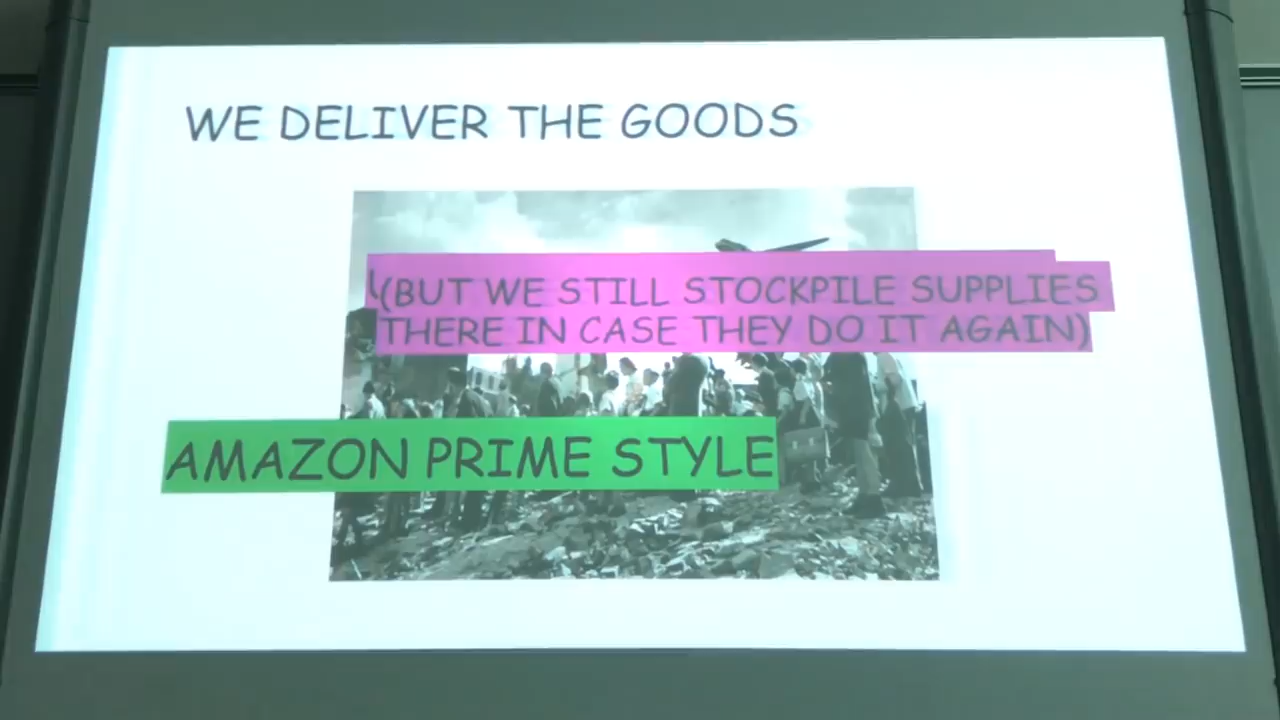 WE DELIVER THE GOODS
(BUT WE STILL STOCKPILE SUPPLIES
THERE IN CASE THEY DO IT AGAIN)
AMAZON PRIME STYLE